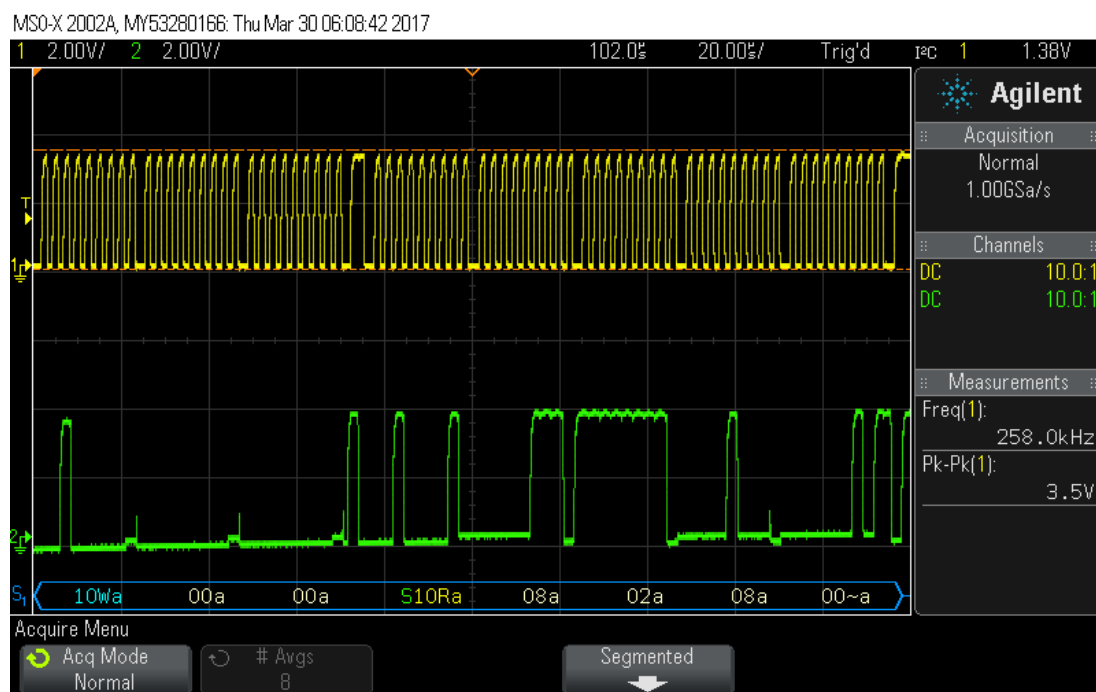 MSO-X 2002A, MY53280166: Thu Mar 30 06:08:42 2017
1 2.00V/ 2 2.00V/ 102.0µs 20.00µs/ Trig'd I²C 1 1.38V
Agilent
Acquisition
Normal
1.00GSa/s
T
1
Channels
DC 10.0:1
DC 10.0:1
Measurements
Freq(1):
258.0kHz
Pk-Pk(1):
3.5V
2
S1 10Wa 00a 00a S10Ra 08a 02a 08a 00~a
Acquire Menu
Acq Mode # Avgs Segmented
Normal 8